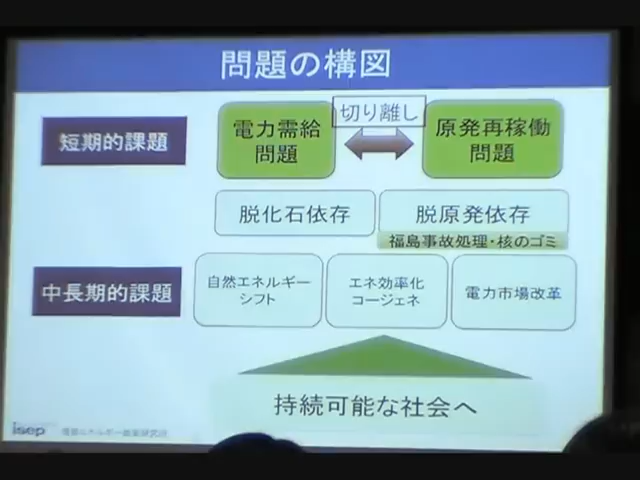 問題の構図
短期的課題
電力需給
問題
切り離し
原発再稼働
問題
脱化石依存
脱原発依存
福島事故処理・核のゴミ
中長期的課題
自然エネルギー
シフト
エネ効率化
コージェネ
電力市場改革
持続可能な社会へ
isep